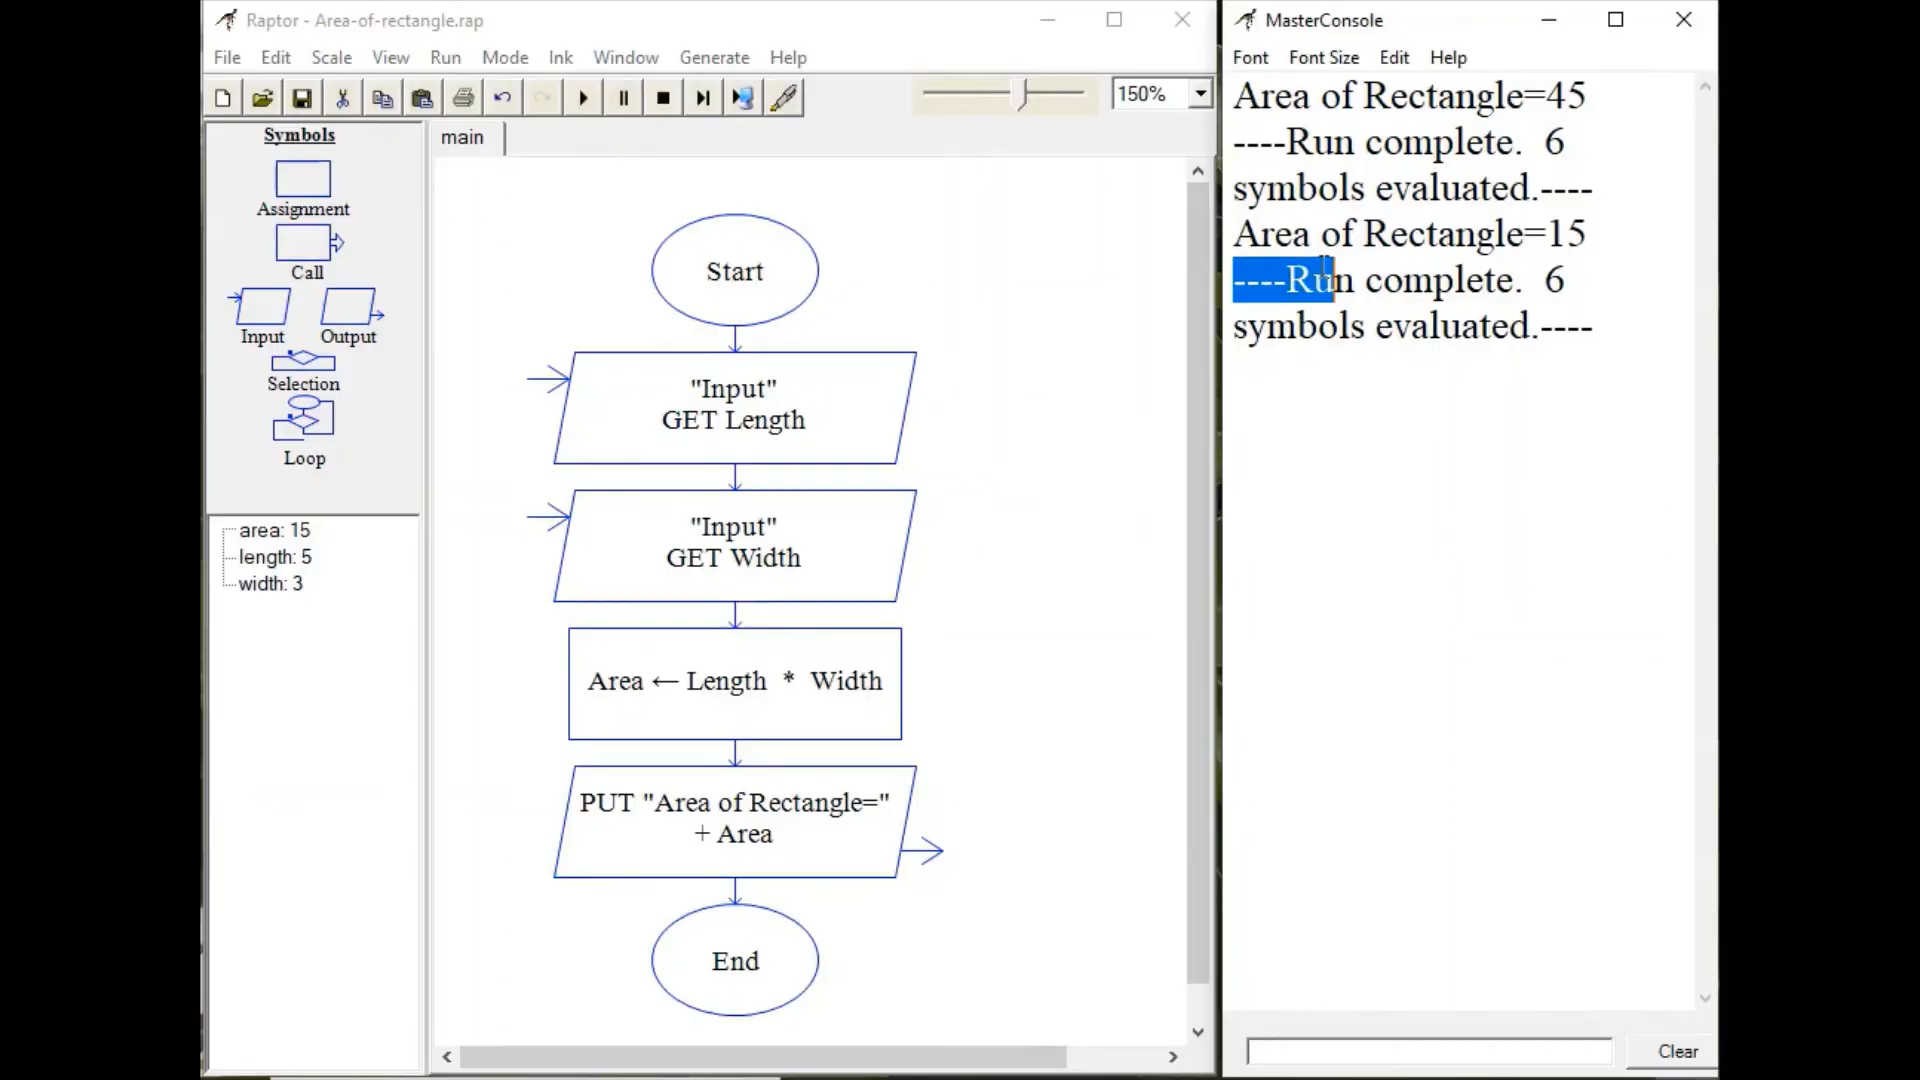 Raptor - Area-of-rectangle.rap
File Edit Scale View Run Mode Ink Window Generate Help
150%
Symbols
Assignment
Call
Input Output
Selection
Loop
area: 15
length: 5
width: 3
main
Start
"Input"
GET Length
"Input"
GET Width
Area ← Length * Width
PUT "Area of Rectangle="
+ Area
End
MasterConsole
Font Font Size Edit Help
Area of Rectangle=45
----Run complete. 6
symbols evaluated.----
Area of Rectangle=15
----Run complete. 6
symbols evaluated.----
Clear